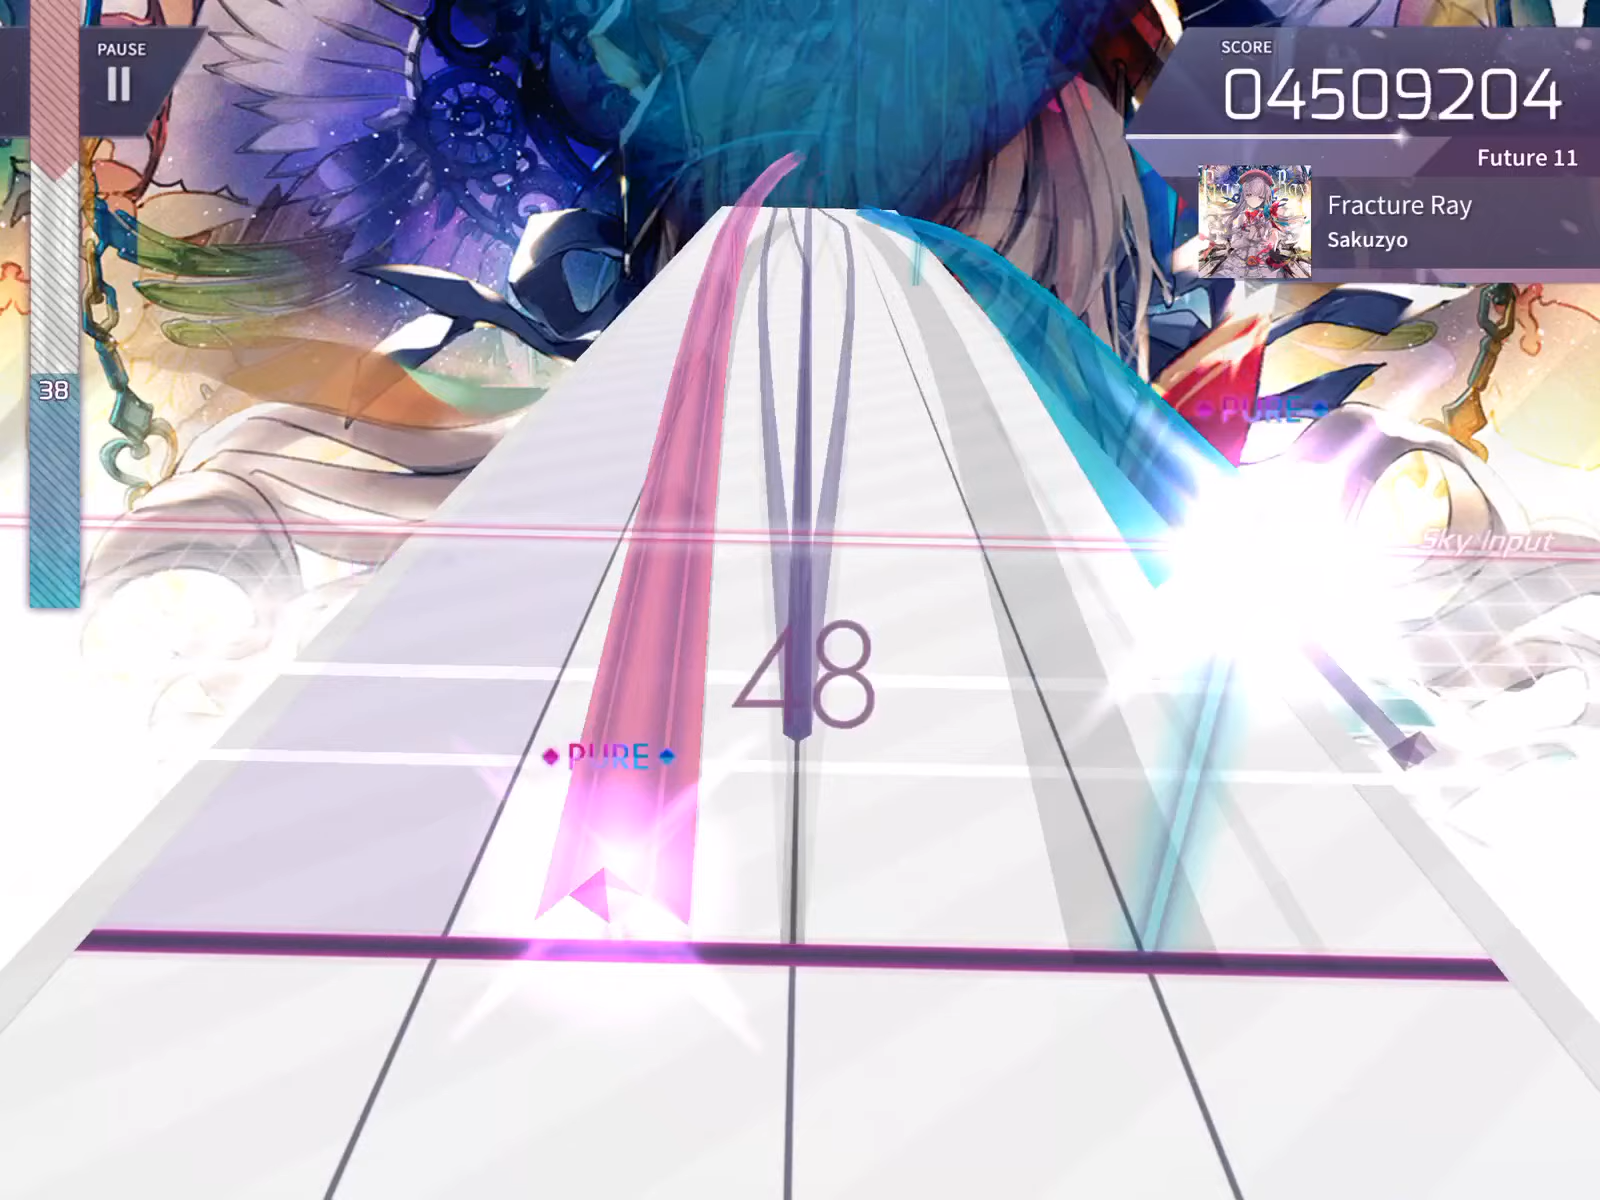 PAUSE
SCORE
04509204
Future 11
Fracture Ray
Sakuzyo
38
PURE
Sky Input
48
PURE